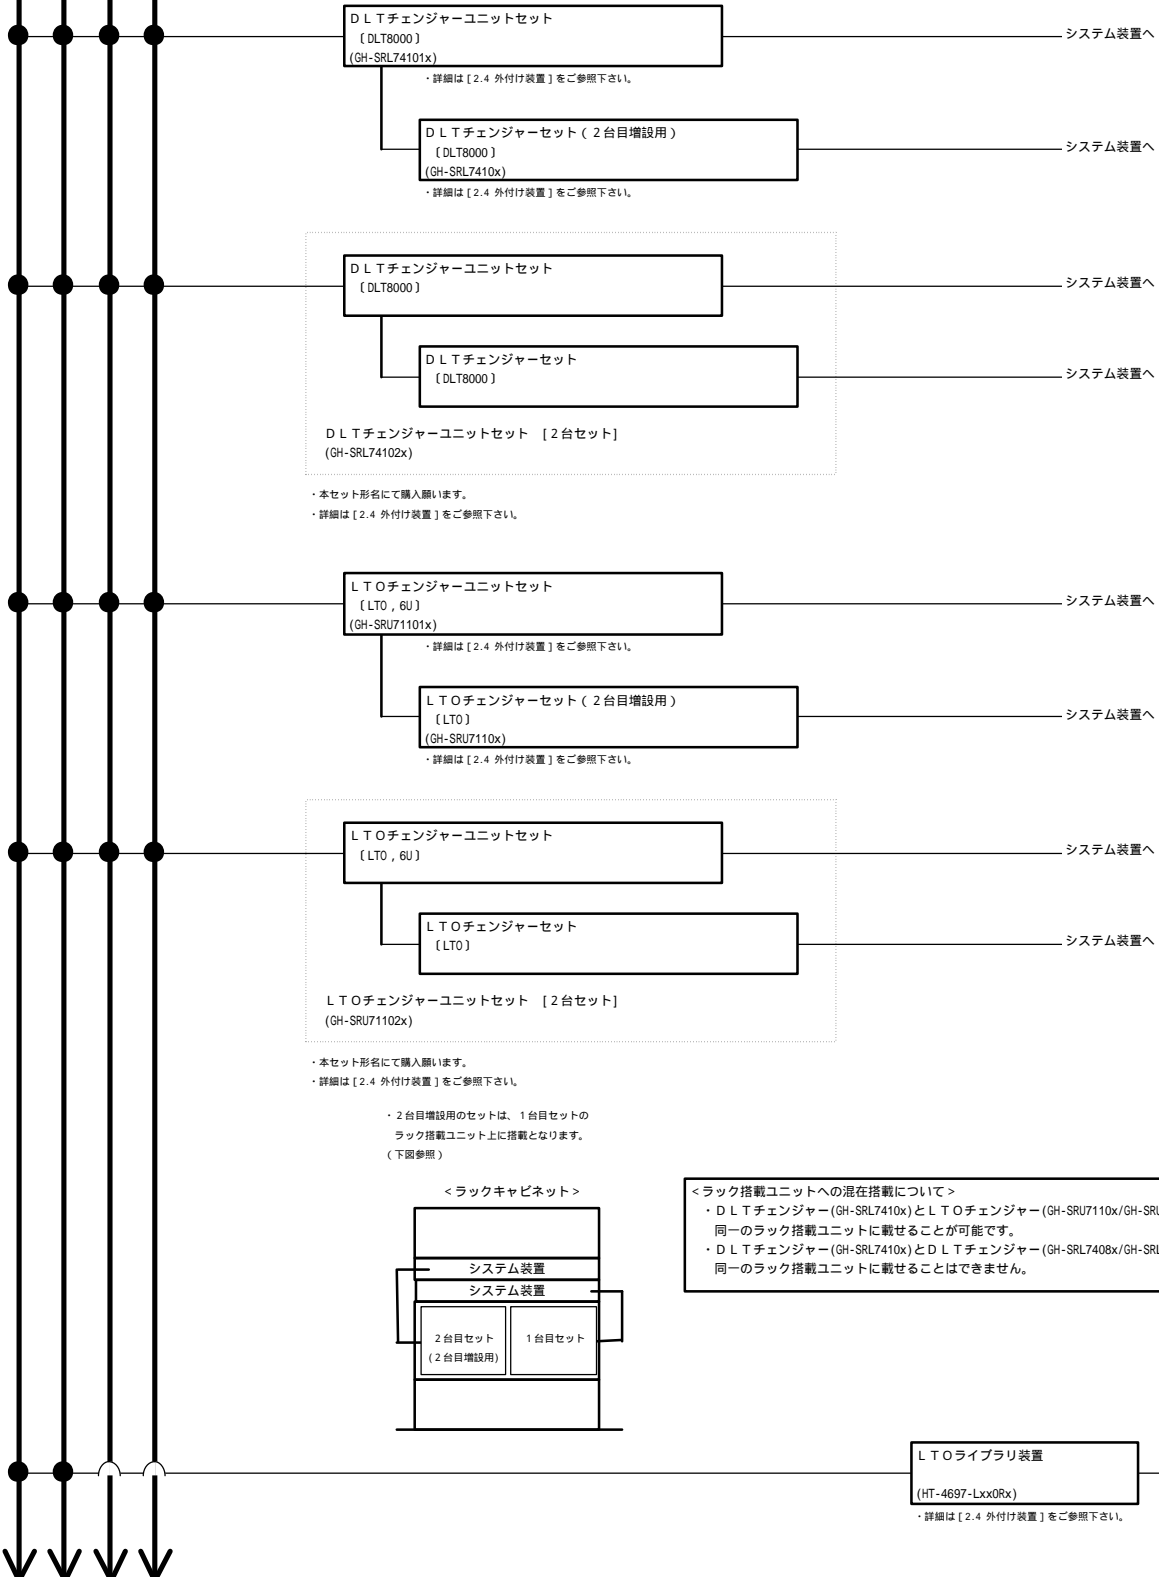 ＤＬＴチェンジャーユニットセット
〔DLT8000〕
(GH-SRL74101x)
システム装置へ
・詳細は［2.4 外付け装置］をご参照下さい。
ＤＬＴチェンジャーセット（２台目増設用）
〔DLT8000〕
(GH-SRL7410x)
システム装置へ
・詳細は［2.4 外付け装置］をご参照下さい。
ＤＬＴチェンジャーユニットセット
〔DLT8000〕
システム装置へ
ＤＬＴチェンジャーセット
〔DLT8000〕
システム装置へ
ＤＬＴチェンジャーユニットセット ［２台セット］
(GH-SRL74102x)
・本セット形名にて購入願います。
・詳細は［2.4 外付け装置］をご参照下さい。
ＬＴＯチェンジャーユニットセット
〔LTO , 6U〕
(GH-SRU71101x)
システム装置へ
・詳細は［2.4 外付け装置］をご参照下さい。
ＬＴＯチェンジャーセット（２台目増設用）
〔LTO〕
(GH-SRU7110x)
システム装置へ
・詳細は［2.4 外付け装置］をご参照下さい。
ＬＴＯチェンジャーユニットセット
〔LTO , 6U〕
システム装置へ
ＬＴＯチェンジャーセット
〔LTO〕
システム装置へ
ＬＴＯチェンジャーユニットセット ［２台セット］
(GH-SRU71102x)
・本セット形名にて購入願います。
・詳細は［2.4 外付け装置］をご参照下さい。
・２台目増設用のセットは、１台目セットの
ラック搭載ユニット上に搭載となります。
（下図参照）
＜ラックキャビネット＞
システム装置
システム装置
２台目セット
(２台目増設用)
１台目セット
＜ラック搭載ユニットへの混在搭載について＞
・ＤＬＴチェンジャー(GH-SRL7410x)とＬＴＯチェンジャー(GH-SRU7110x/GH-SRU
同一のラック搭載ユニットに載せることが可能です。
・ＤＬＴチェンジャー(GH-SRL7410x)とＤＬＴチェンジャー(GH-SRL7408x/GH-SRL
同一のラック搭載ユニットに載せることはできません。
ＬＴＯライブラリ装置
(HT-4697-Lxx0Rx)
・詳細は［2.4 外付け装置］をご参照下さい。